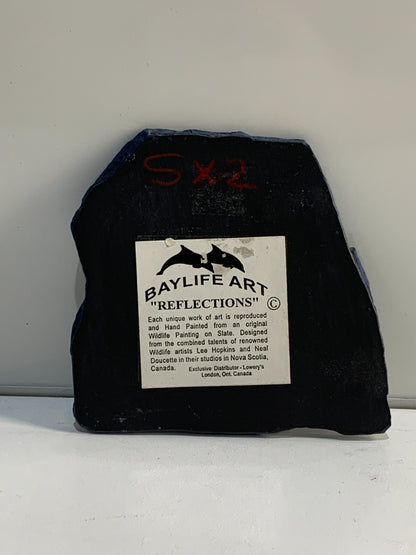 S x 2
BAYLIFE ART
"REFLECTIONS" ©
Each unique work of art is reproduced
and Hand Painted from an original
Wildlife Painting on Slate. Designed
from the combined talents of renowned
Wildlife artists Lee Hopkins and Neal
Doucette in their studios in Nova Scotia,
Canada.
Exclusive Distributor - Lowery's
London, Ont. Canada